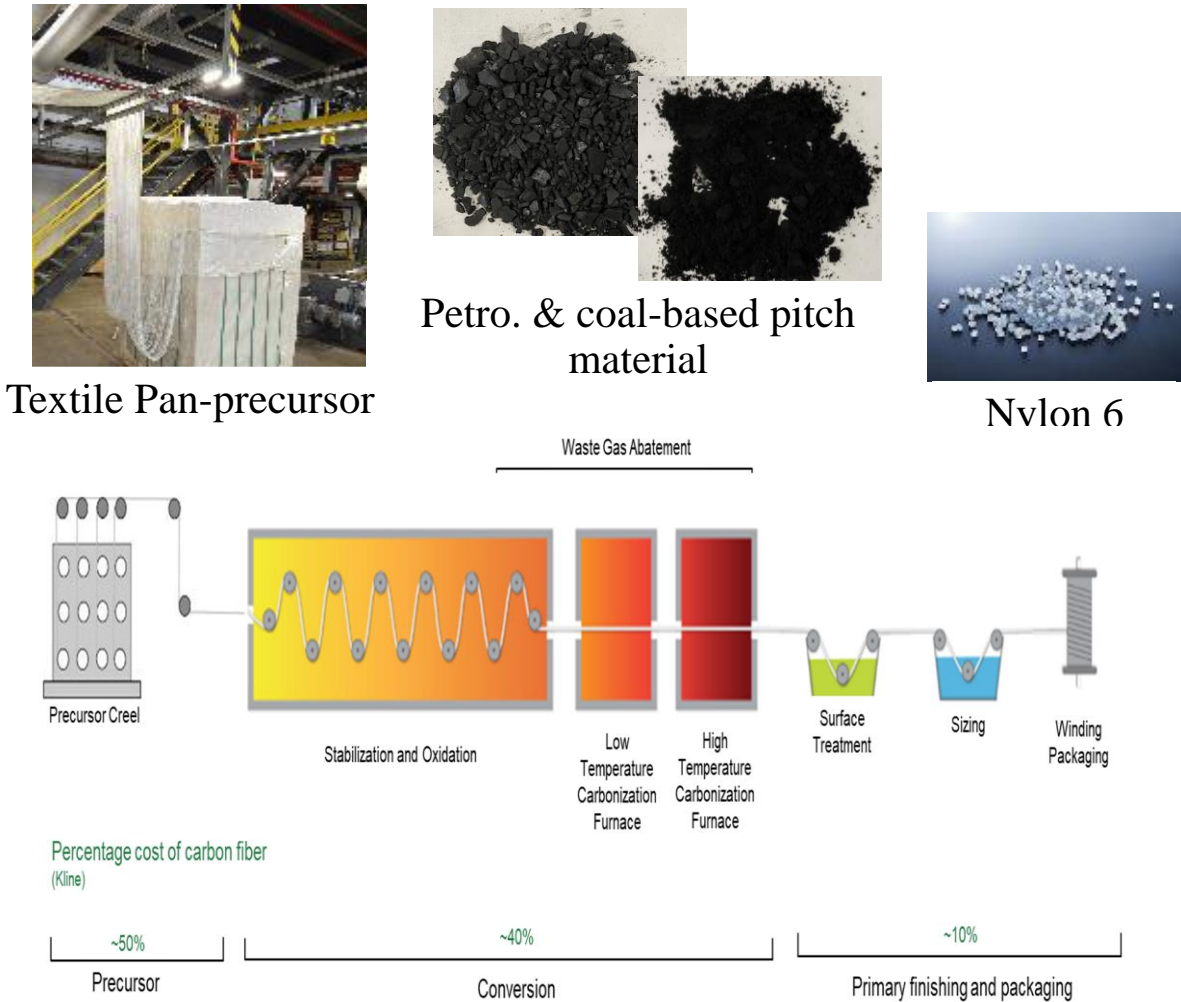 Petro. & coal-based pitch
material
Textile Pan-precursor
Nylon 6
Waste Gas Abatement
Precursor Creel
Stabilization and Oxidation
Low
Temperature
Carbonization
Furnace
High
Temperature
Carbonization
Furnace
Surface
Treatment
Sizing
Winding
Packaging
Percentage cost of carbon fiber
(Kline)
~50%
~40%
~10%
Precursor
Conversion
Primary finishing and packaging